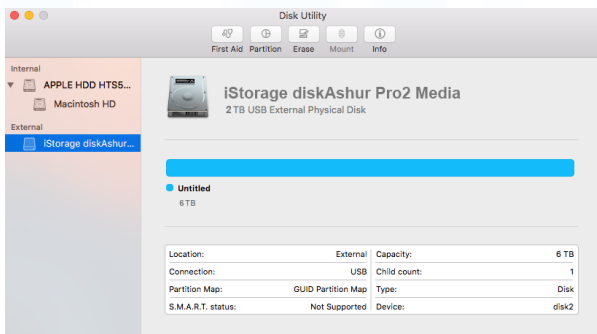 Disk Utility
First Aid Partition Erase Mount Info
Internal
APPLE HDD HTS5...
Macintosh HD
External
iStorage diskAshur...
iStorage diskAshur Pro2 Media
2 TB USB External Physical Disk
Untitled
6 TB
Location: External Capacity: 6 TB
Connection: USB Child count: 1
Partition Map: GUID Partition Map Type: Disk
S.M.A.R.T. status: Not Supported Device: disk2